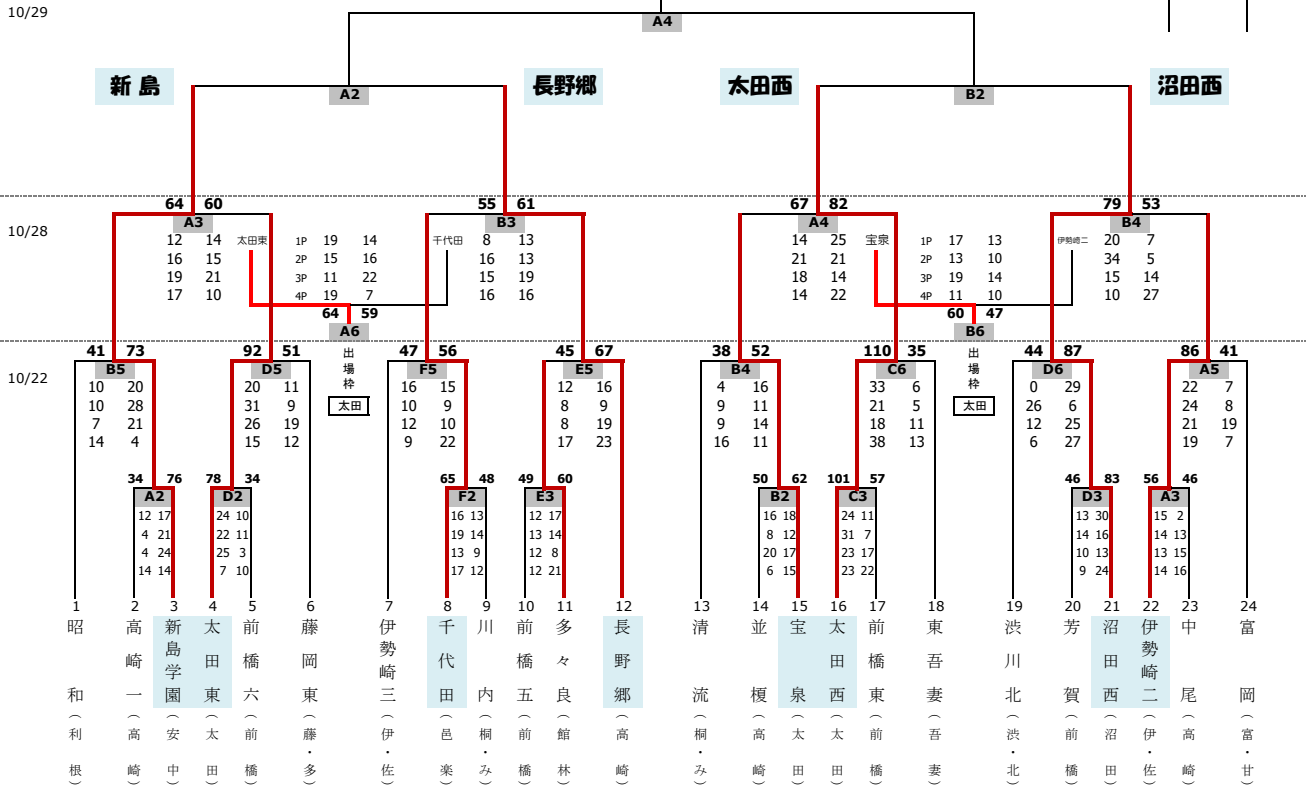 10/29
A4
新 島
長野郷
太田西
沼田西
A2
B2
64 60
55 61
67 82
79 53
10/28
A3
B3
A4
B4
12 14 太田東 1P 19 14 千代田 8 13
16 15 2P 15 16 16 13
19 21 3P 11 22 15 19
17 10 4P 19 7 16 16
64 59
A6
14 25 宝泉 1P 17 13 伊勢崎二 20 7
21 21 2P 13 10 34 5
18 14 3P 19 14 15 14
14 22 4P 11 10 10 27
60 47
B6
10/22
41 73
B5
10 20
10 28
7 21
14 4
92 51
D5
20 11
31 9
26 19
15 12
出場枠
太田
47 56
F5
16 15
10 9
12 10
9 22
45 67
E5
12 16
8 9
8 19
17 23
38 52
B4
4 16
9 11
9 14
16 11
110 35
C6
33 6
21 5
18 11
38 13
出場枠
太田
44 87
D6
0 29
26 6
12 25
6 27
86 41
A5
22 7
24 8
21 19
19 7
34 76
A2
12 17
4 21
4 24
14 14
78 34
D2
24 10
22 11
25 3
7 10
65 48
F2
16 13
19 14
13 9
17 12
49 60
E3
12 17
13 14
12 8
12 21
50 62
B2
16 18
8 12
20 17
6 15
101 57
C3
24 11
31 7
23 17
23 22
46 83
D3
13 30
14 16
10 13
9 24
56 46
A3
15 2
14 13
13 15
14 16
1 昭和（利根）
2 高崎一（高崎）
3 新島学園（安中）
4 太田東（太田）
5 前橋六（前橋）
6 藤岡東（藤・多）
7 伊勢崎三（伊・佐）
8 千代田（邑楽）
9 川内（桐・み）
10 前橋五（前橋）
11 多々良（館林）
12 長野郷（高崎）
13 清流（桐・み）
14 並榎（高崎）
15 宝泉（太田）
16 太田西（太田）
17 前橋東（前橋）
18 東吾妻（吾妻）
19 渋川北（渋・北）
20 芳賀（前橋）
21 沼田西（沼田）
22 伊勢崎二（伊・佐）
23 中尾（高崎）
24 富岡（富・甘）